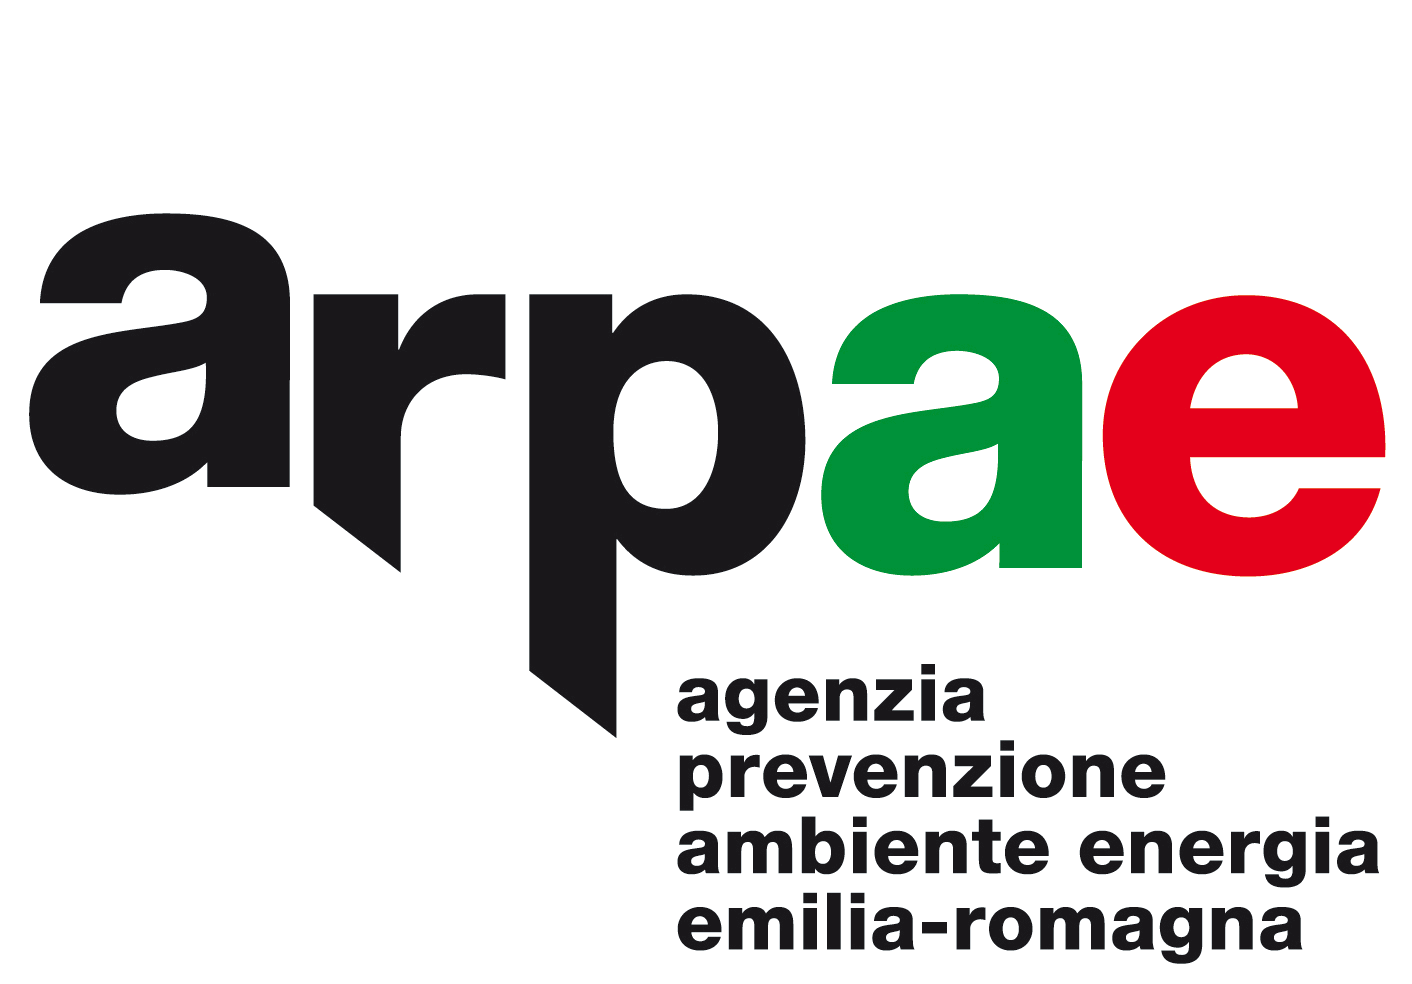 arpae
agenzia
prevenzione
ambiente energia
emilia-romagna